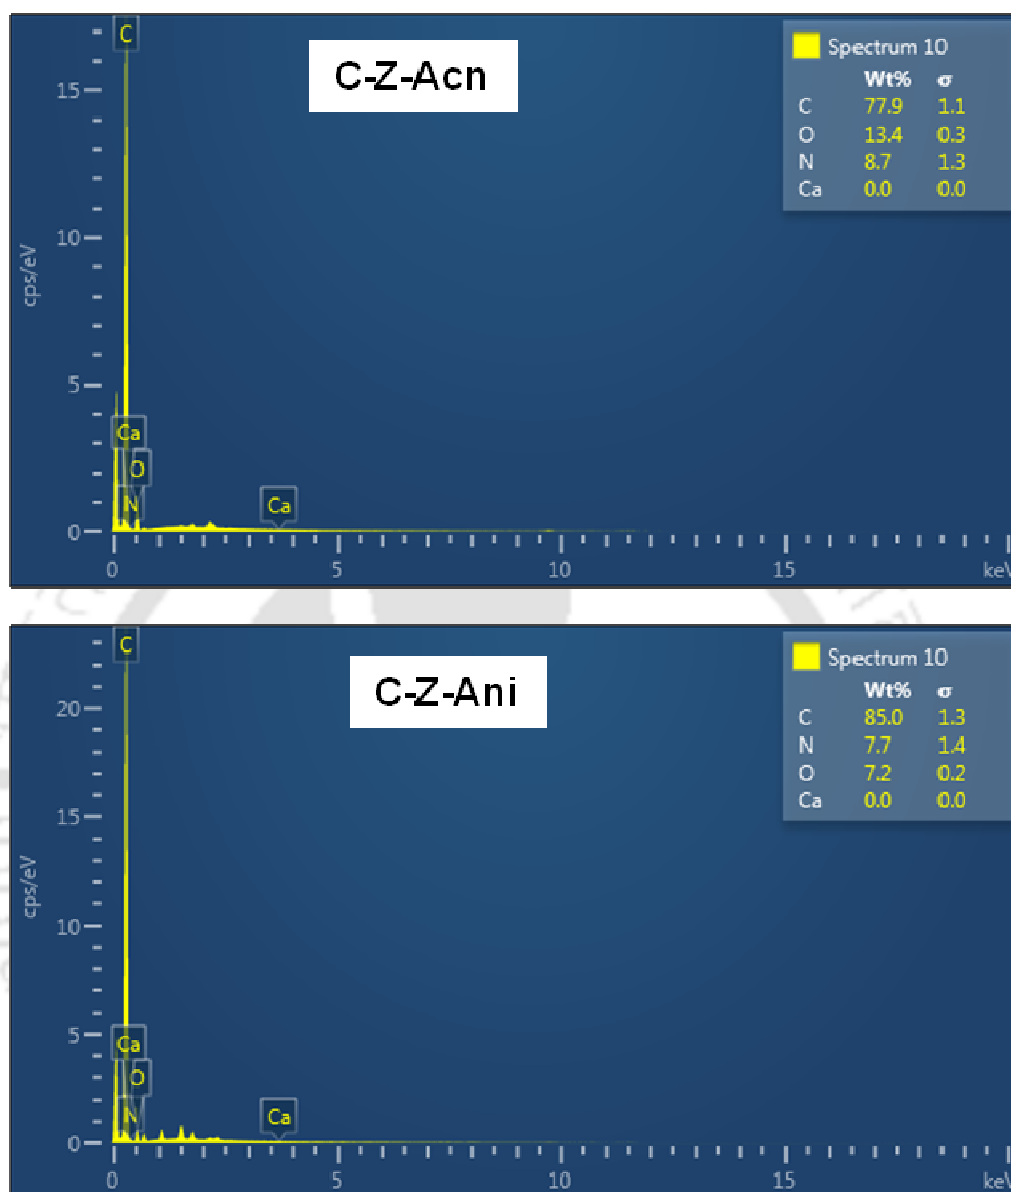 C
C-Z-Acn
Spectrum 10
Wt% σ
C 77.9 1.1
O 13.4 0.3
N 8.7 1.3
Ca 0.0 0.0
15
10
cps/eV
5
Ca
O
N
Ca
0
0 5 10 15 keV
C
C-Z-Ani
Spectrum 10
Wt% σ
C 85.0 1.3
N 7.7 1.4
O 7.2 0.2
Ca 0.0 0.0
20
15
cps/eV
10
5
Ca
O
N
Ca
0
0 5 10 15 keV